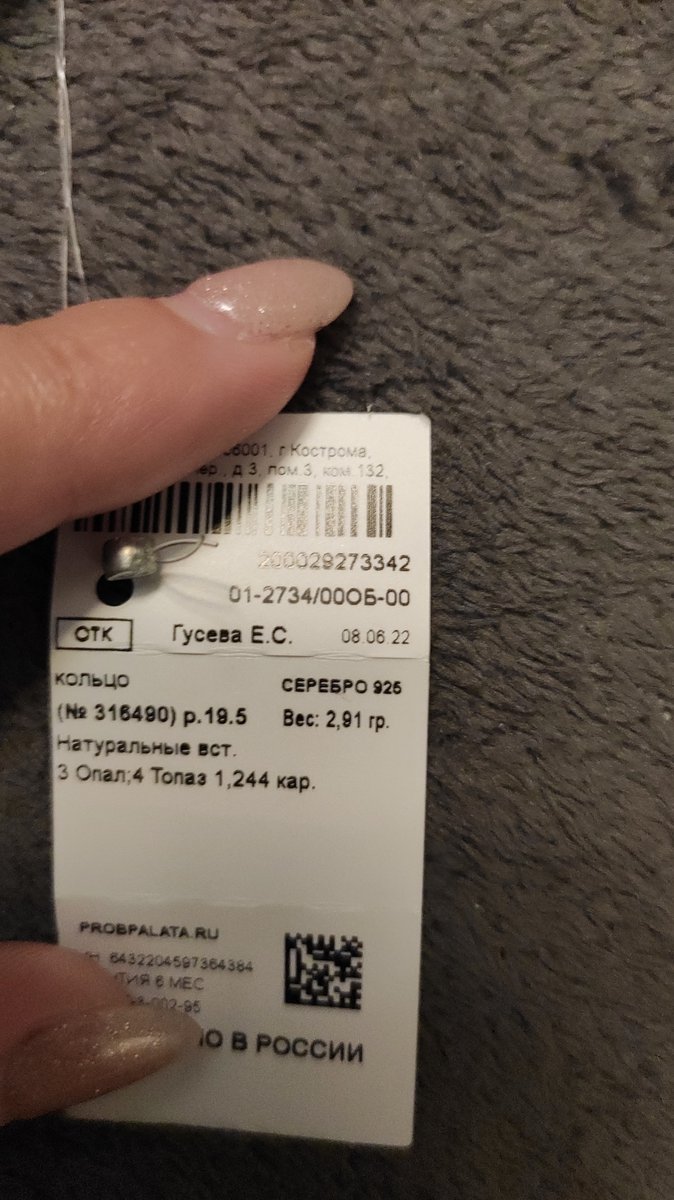 г Кострома,
д 3, пом.3, ком 132,
200029273342
01-2734/00ОБ-00
ОТК Гусева Е.С. 08 06 22
КОЛЬЦО СЕРЕБРО 925
(№ 316490) р.19.5 Вес: 2,91 гр.
Натуральные вст.
3 Опал;4 Топаз 1,244 кар.
PROBPALATA.RU
6432204597364384
6 МЕС
В РОССИИ